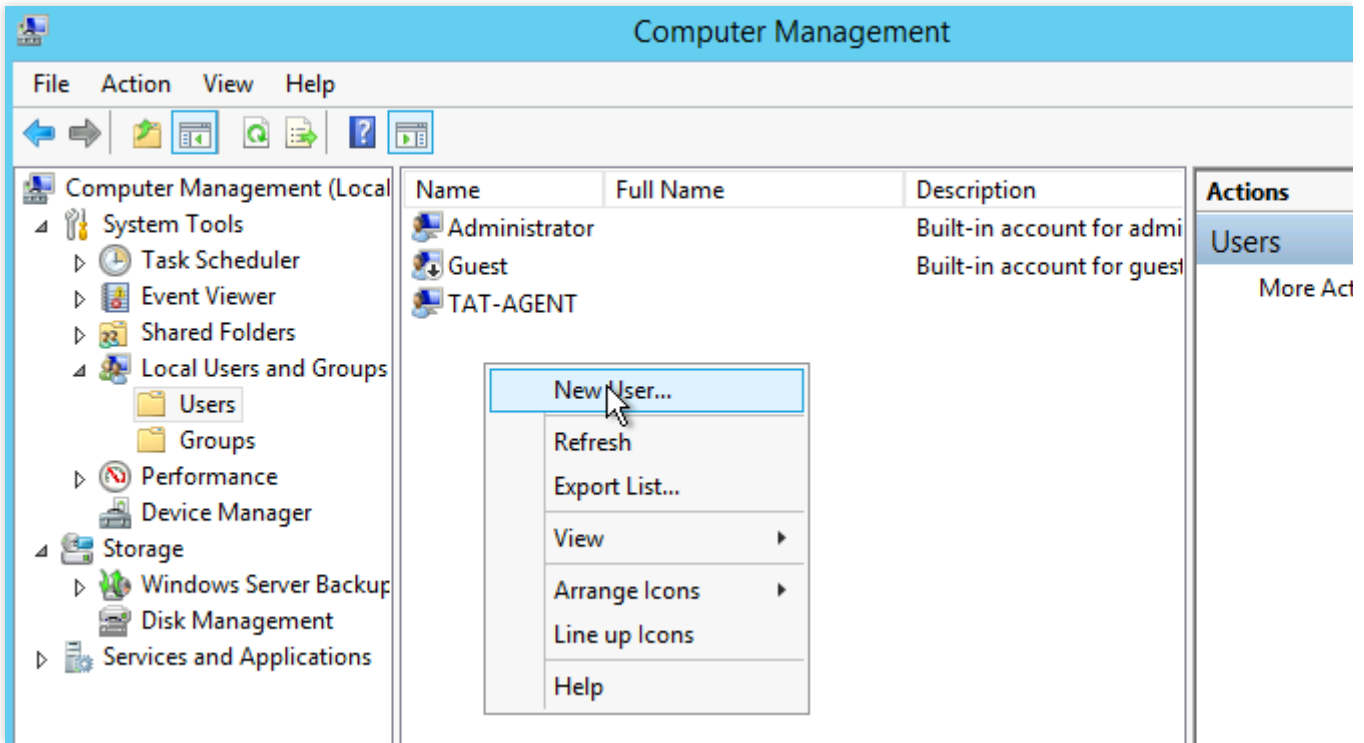 Computer Management
File Action View Help
Computer Management (Local
System Tools
Task Scheduler
Event Viewer
Shared Folders
Local Users and Groups
Users
Groups
Performance
Device Manager
Storage
Windows Server Backup
Disk Management
Services and Applications
Name Full Name Description
Administrator Built-in account for admi
Guest Built-in account for guest
TAT-AGENT
New User...
Refresh
Export List...
View
Arrange Icons
Line up Icons
Help
Actions
Users
More Act